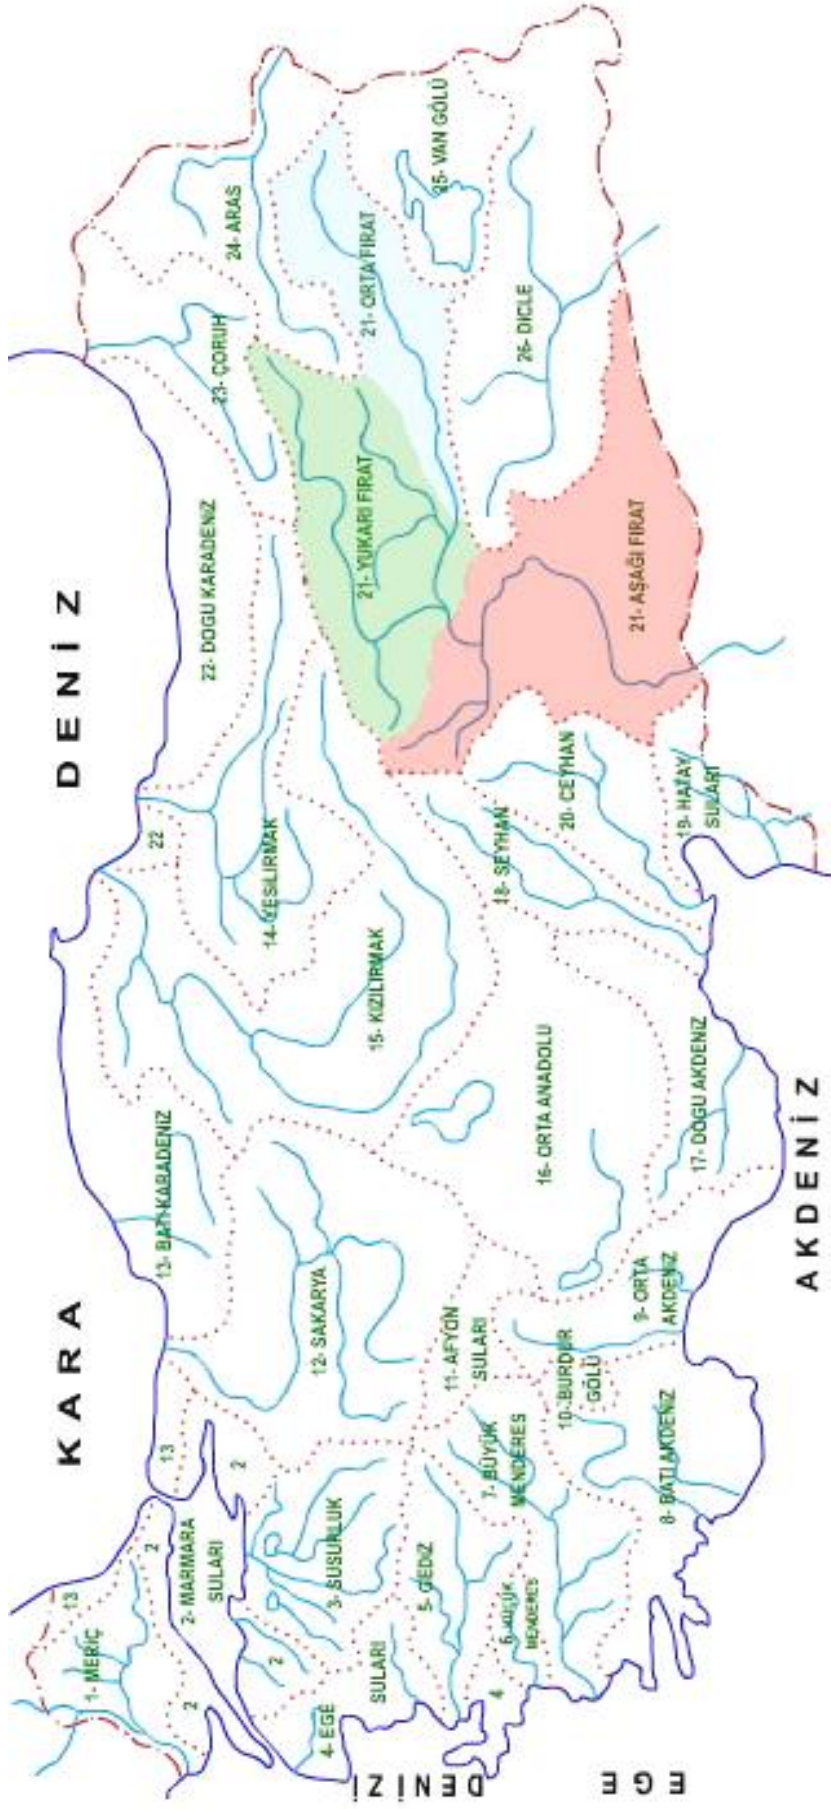 KARA DENİZ
13
1- MERİÇ
2
2
2- MARMARA
SULARI
13
2
2
3- SUSURLUK
4- EGE
SULARI
4
5- GEDİZ
6- KÜÇÜK
MENDERES
7- BÜYÜK
MENDERES
8- BATI AKDENİZ
9- ORTA
AKDENİZ
10- BURDUR
GÖLÜ
11- AFYON
SULARI
12- SAKARYA
13- BATI KARADENİZ
14- YEŞİLIRMAK
15- KIZILIRMAK
16- ORTA ANADOLU
17- DOĞU AKDENİZ
18- SEYHAN
19- HATAY
SULARI
20- CEYHAN
21- YUKARI FIRAT
21- ORTA FIRAT
21- AŞAĞI FIRAT
22
22- DOĞU KARADENİZ
23- ÇORUH
24- ARAS
25- VAN GÖLÜ
26- DİCLE
EGE
DENİZİ
AKDENİZ